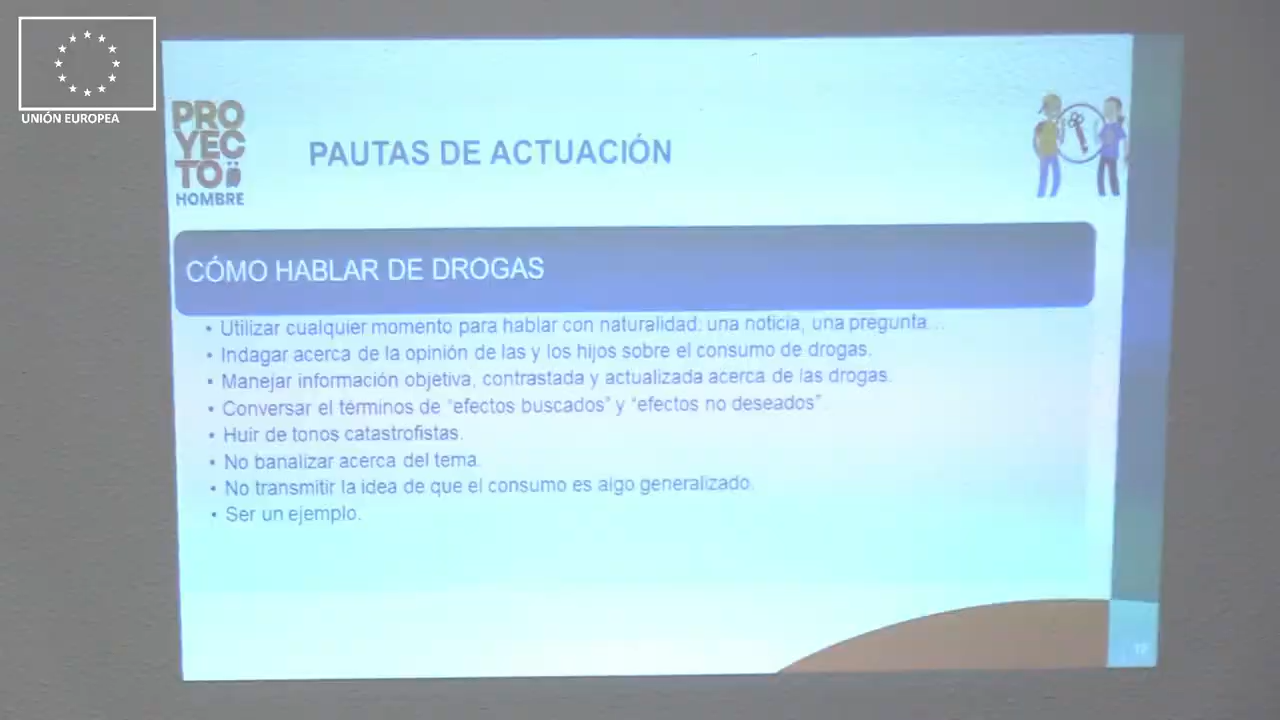 UNIÓN EUROPEA
PRO
YEC
TO
HOMBRE
PAUTAS DE ACTUACIÓN
CÓMO HABLAR DE DROGAS
• Utilizar cualquier momento para hablar con naturalidad: una noticia, una pregunta...
• Indagar acerca de la opinión de las y los hijos sobre el consumo de drogas.
• Manejar información objetiva, contrastada y actualizada acerca de las drogas.
• Conversar el términos de “efectos buscados” y “efectos no deseados”
• Huir de tonos catastrofistas.
• No banalizar acerca del tema.
• No transmitir la idea de que el consumo es algo generalizado.
• Ser un ejemplo.